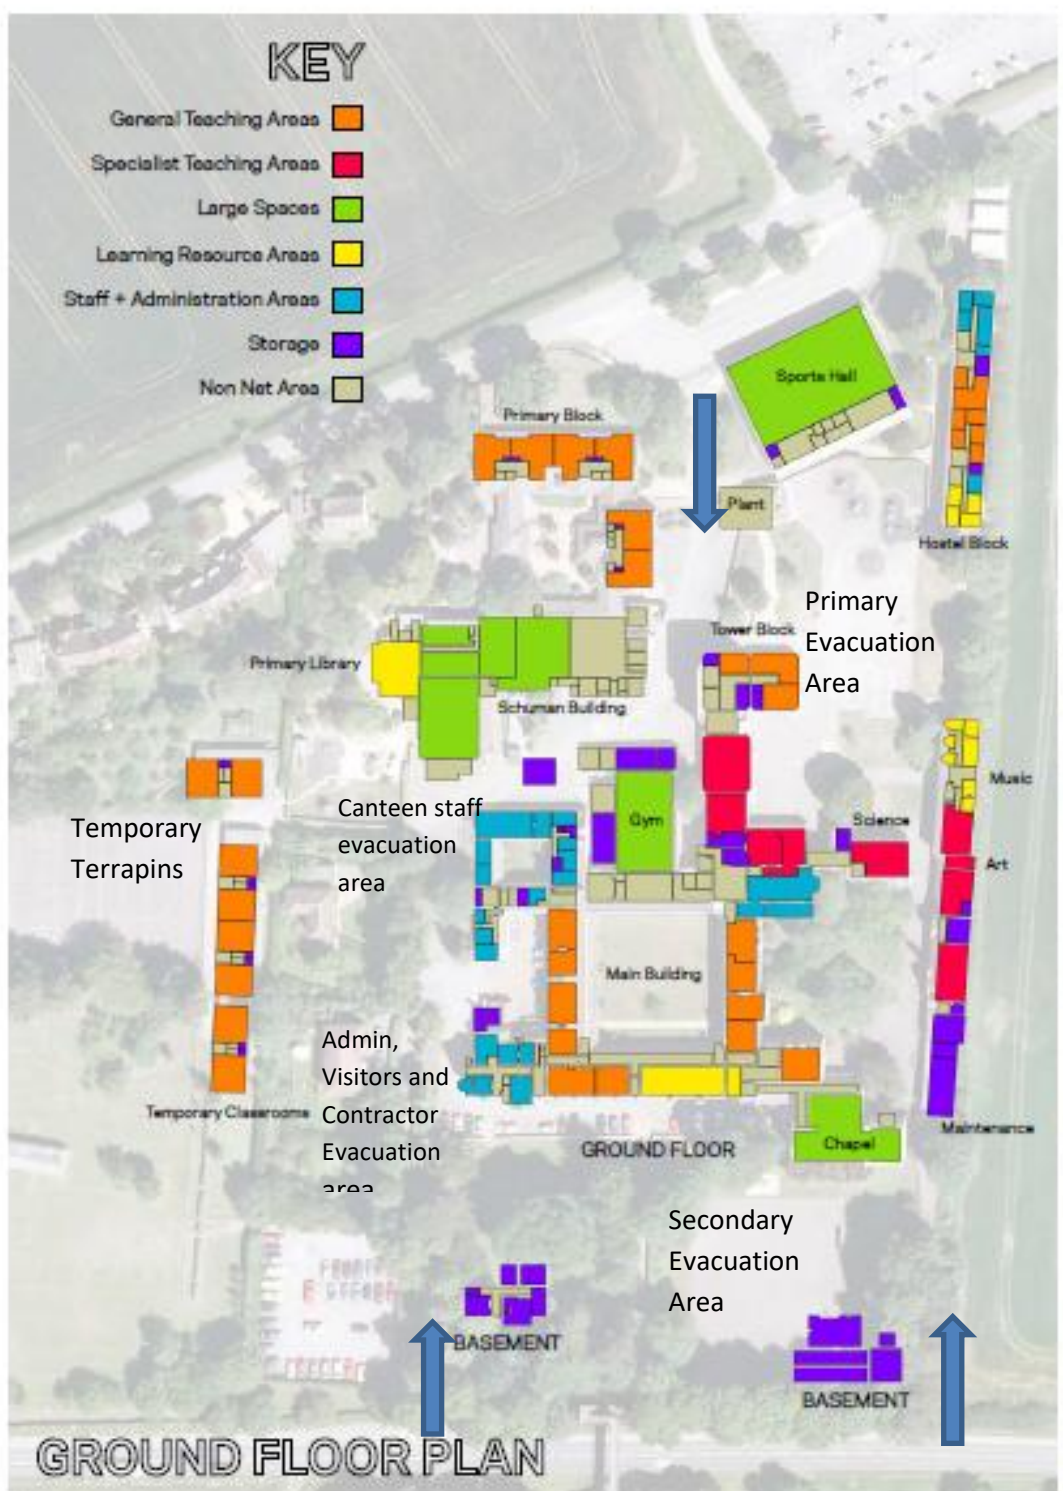 KEY
General Teaching Areas
Specialist Teaching Areas
Large Spaces
Learning Resource Areas
Staff + Administration Areas
Storage
Non Net Area
Sports Hall
Primary Block
Plant
Hostel Block
Primary
Evacuation
Area
Tower Block
Primary Library
Schuman Building
Music
Canteen staff
evacuation
area
Gym
Science
Temporary
Terrapins
Art
Main Building
Admin,
Visitors and
Contractor
Evacuation
area
Temporary Classrooms
Maintenance
Chapel
GROUND FLOOR
Secondary
Evacuation
Area
BASEMENT
BASEMENT
GROUND FLOOR PLAN